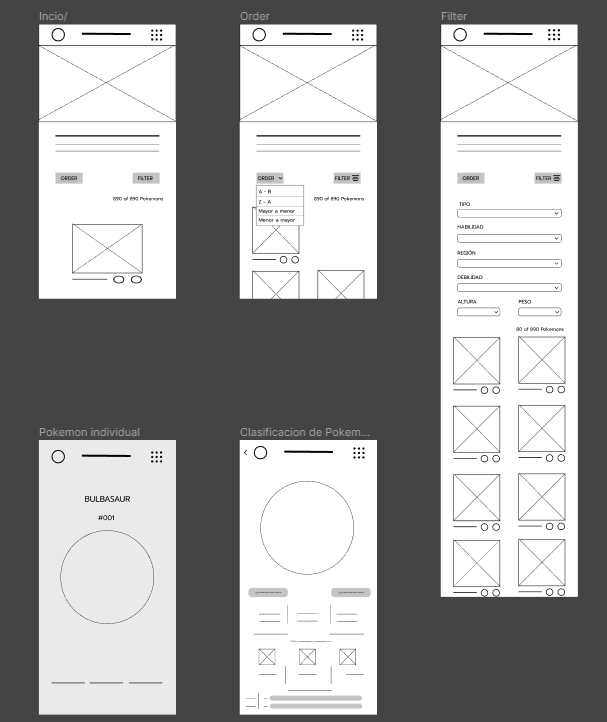 Incio/
ORDER
FILTER
890 of 890 Pokemons
Order
ORDER
FILTER
A - B
Z - A
Mayor a menor
Menor a mayor
890 of 890 Pokemons
Filter
ORDER
FILTER
TIPO
HABILIDAD
REGIÓN
DEBILIDAD
ALTURA
PESO
80 of 890 Pokemons
Pokemon individual
BULBASAUR
#001
Clasificacion de Pokem...